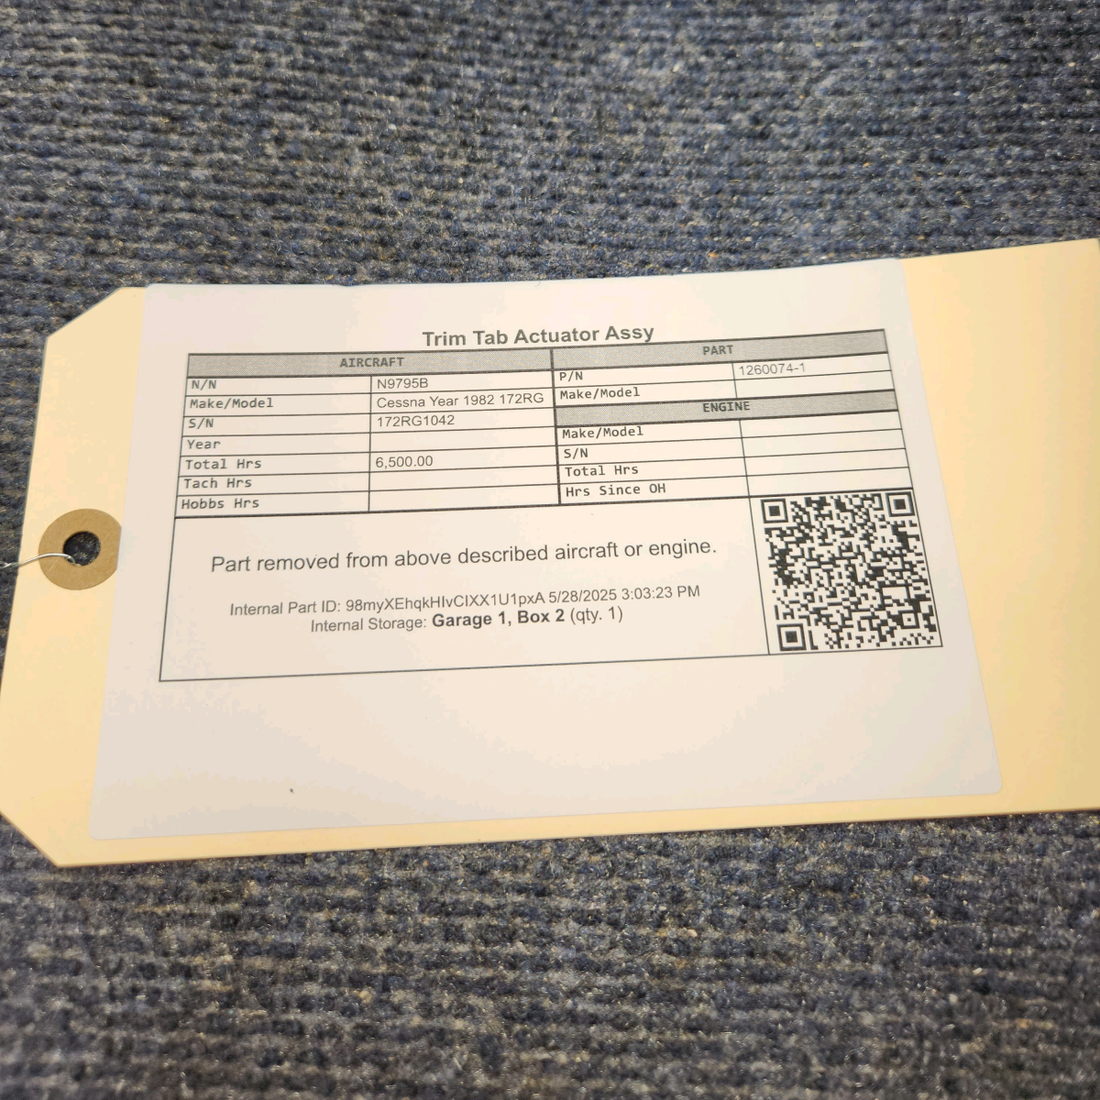 Trim Tab Actuator Assy
AIRCRAFT
N/N N9795B
Make/Model Cessna Year 1982 172RG
S/N 172RG1042
Year
Total Hrs 6,500.00
Tach Hrs
Hobbs Hrs
PART
P/N 1260074-1
Make/Model
ENGINE
Make/Model
S/N
Total Hrs
Hrs Since OH
Part removed from above described aircraft or engine.
Internal Part ID: 98myXEhqkHIvCIXX1U1pxA 5/28/2025 3:03:23 PM
Internal Storage: Garage 1, Box 2 (qty. 1)